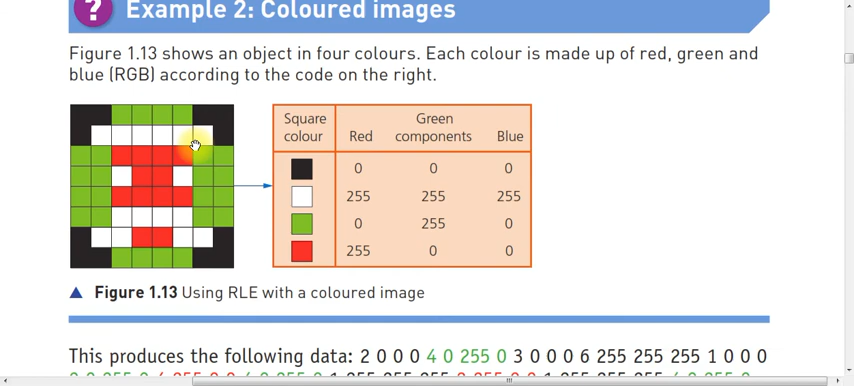 ? Example 2: Coloured images
Figure 1.13 shows an object in four colours. Each colour is made up of red, green and
blue (RGB) according to the code on the right.
Square colour Red Green components Blue
0 0 0
255 255 255
0 255 0
255 0 0
▲ Figure 1.13 Using RLE with a coloured image
This produces the following data: 2 0 0 0 4 0 255 0 3 0 0 0 6 255 255 255 1 0 0 0